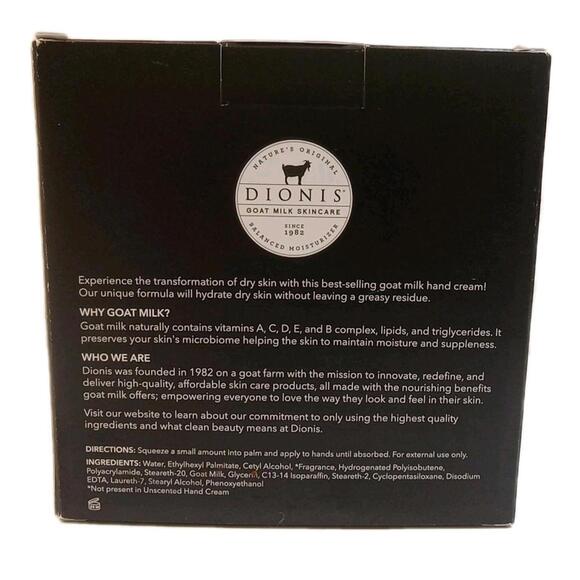 NATURE'S ORIGINAL
DIONIS
GOAT MILK SKINCARE
SINCE
1982
BALANCED MOISTURIZER
Experience the transformation of dry skin with this best-selling goat milk hand cream!
Our unique formula will hydrate dry skin without leaving a greasy residue.
WHY GOAT MILK?
Goat milk naturally contains vitamins A, C, D, E, and B complex, lipids, and triglycerides. It
preserves your skin's microbiome helping the skin to maintain moisture and suppleness.
WHO WE ARE
Dionis was founded in 1982 on a goat farm with the mission to innovate, redefine, and
deliver high-quality, affordable skin care products, all made with the nourishing benefits
goat milk offers; empowering everyone to love the way they look and feel in their skin.
Visit our website to learn about our commitment to only using the highest quality
ingredients and what clean beauty means at Dionis.
DIRECTIONS: Squeeze a small amount into palm and apply to hands until absorbed. For external use only.
INGREDIENTS: Water, Ethylhexyl Palmitate, Cetyl Alcohol, *Fragrance, Hydrogenated Polyisobutene,
Polyacrylamide, Steareth-20, Goat Milk, Glycerin, C13-14 Isoparaffin, Steareth-2, Cyclopentasiloxane, Disodium
EDTA, Laureth-7, Stearyl Alcohol, Phenoxyethanol
*Not present in Unscented Hand Cream